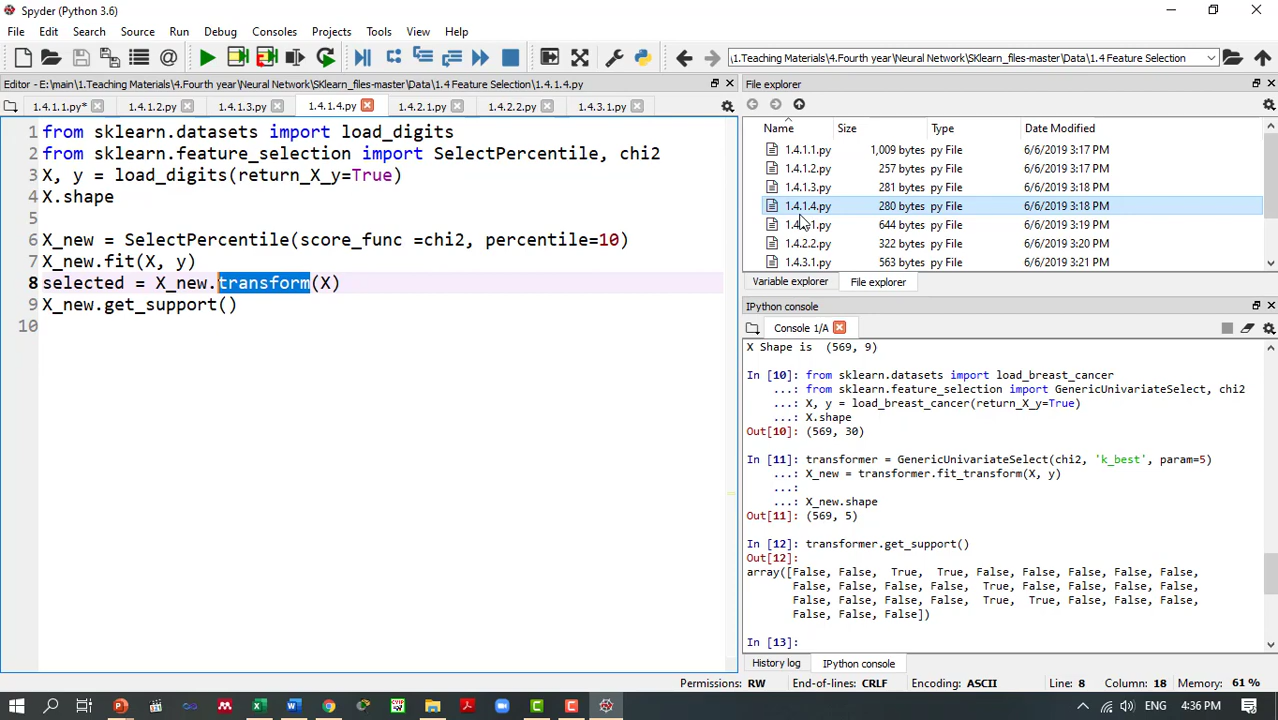 Spyder (Python 3.6)
File Edit Search Source Run Debug Consoles Projects Tools View Help
\1.Teaching Materials\4.Fourth year\Neural Network\SKlearn_files-master\Data\1.4 Feature Selection
Editor - E:\main\1.Teaching Materials\4.Fourth year\Neural Network\SKlearn_files-master\Data\1.4 Feature Selection\1.4.1.4.py
1.4.1.1.py* 1.4.1.2.py 1.4.1.3.py 1.4.1.4.py 1.4.2.1.py 1.4.2.2.py 1.4.3.1.py
1 from sklearn.datasets import load_digits
2 from sklearn.feature_selection import SelectPercentile, chi2
3 X, y = load_digits(return_X_y=True)
4 X.shape
5
6 X_new = SelectPercentile(score_func =chi2, percentile=10)
7 X_new.fit(X, y)
8 selected = X_new.transform(X)
9 X_new.get_support()
10
File explorer
Name Size Type Date Modified
1.4.1.1.py 1,009 bytes py File 6/6/2019 3:17 PM
1.4.1.2.py 257 bytes py File 6/6/2019 3:17 PM
1.4.1.3.py 281 bytes py File 6/6/2019 3:18 PM
1.4.1.4.py 280 bytes py File 6/6/2019 3:18 PM
644 bytes py File 6/6/2019 3:19 PM
1.4.2.2.py 322 bytes py File 6/6/2019 3:20 PM
1.4.3.1.py 563 bytes py File 6/6/2019 3:21 PM
Variable explorer File explorer
IPython console
Console 1/A
X Shape is (569, 9)
In [10]: from sklearn.datasets import load_breast_cancer
...: from sklearn.feature_selection import GenericUnivariateSelect, chi2
...: X, y = load_breast_cancer(return_X_y=True)
...: X.shape
Out[10]: (569, 30)
In [11]: transformer = GenericUnivariateSelect(chi2, 'k_best', param=5)
...: X_new = transformer.fit_transform(X, y)
...:
...: X_new.shape
Out[11]: (569, 5)
In [12]: transformer.get_support()
Out[12]:
array([False, False, True, True, False, False, False, False, False,
False, False, False, False, True, False, False, False, False,
False, False, False, False, True, True, False, False, False,
False, False, False])
In [13]:
History log IPython console
Permissions: RW End-of-lines: CRLF Encoding: ASCII Line: 8 Column: 18 Memory: 61 %
4:36 PM